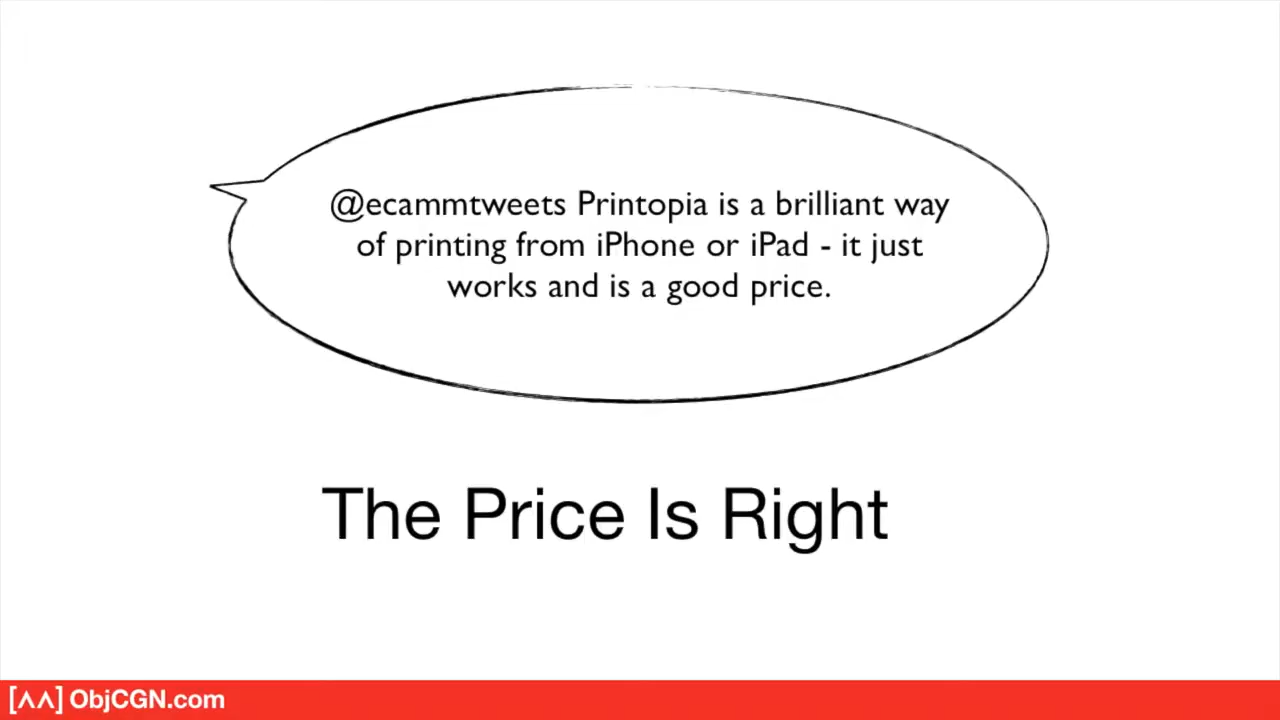 @ecammtweets Printopia is a brilliant way
of printing from iPhone or iPad - it just
works and is a good price.
The Price Is Right
[ʌʌ] ObjCGN.com